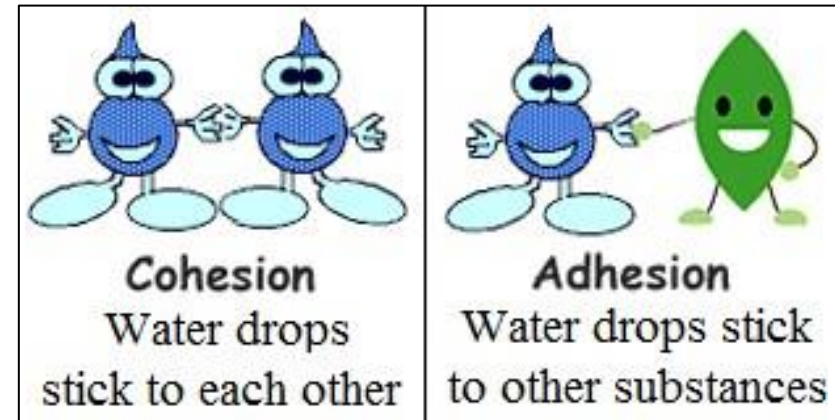 Cohesion
Water drops
stick to each other
Adhesion
Water drops stick
to other substances